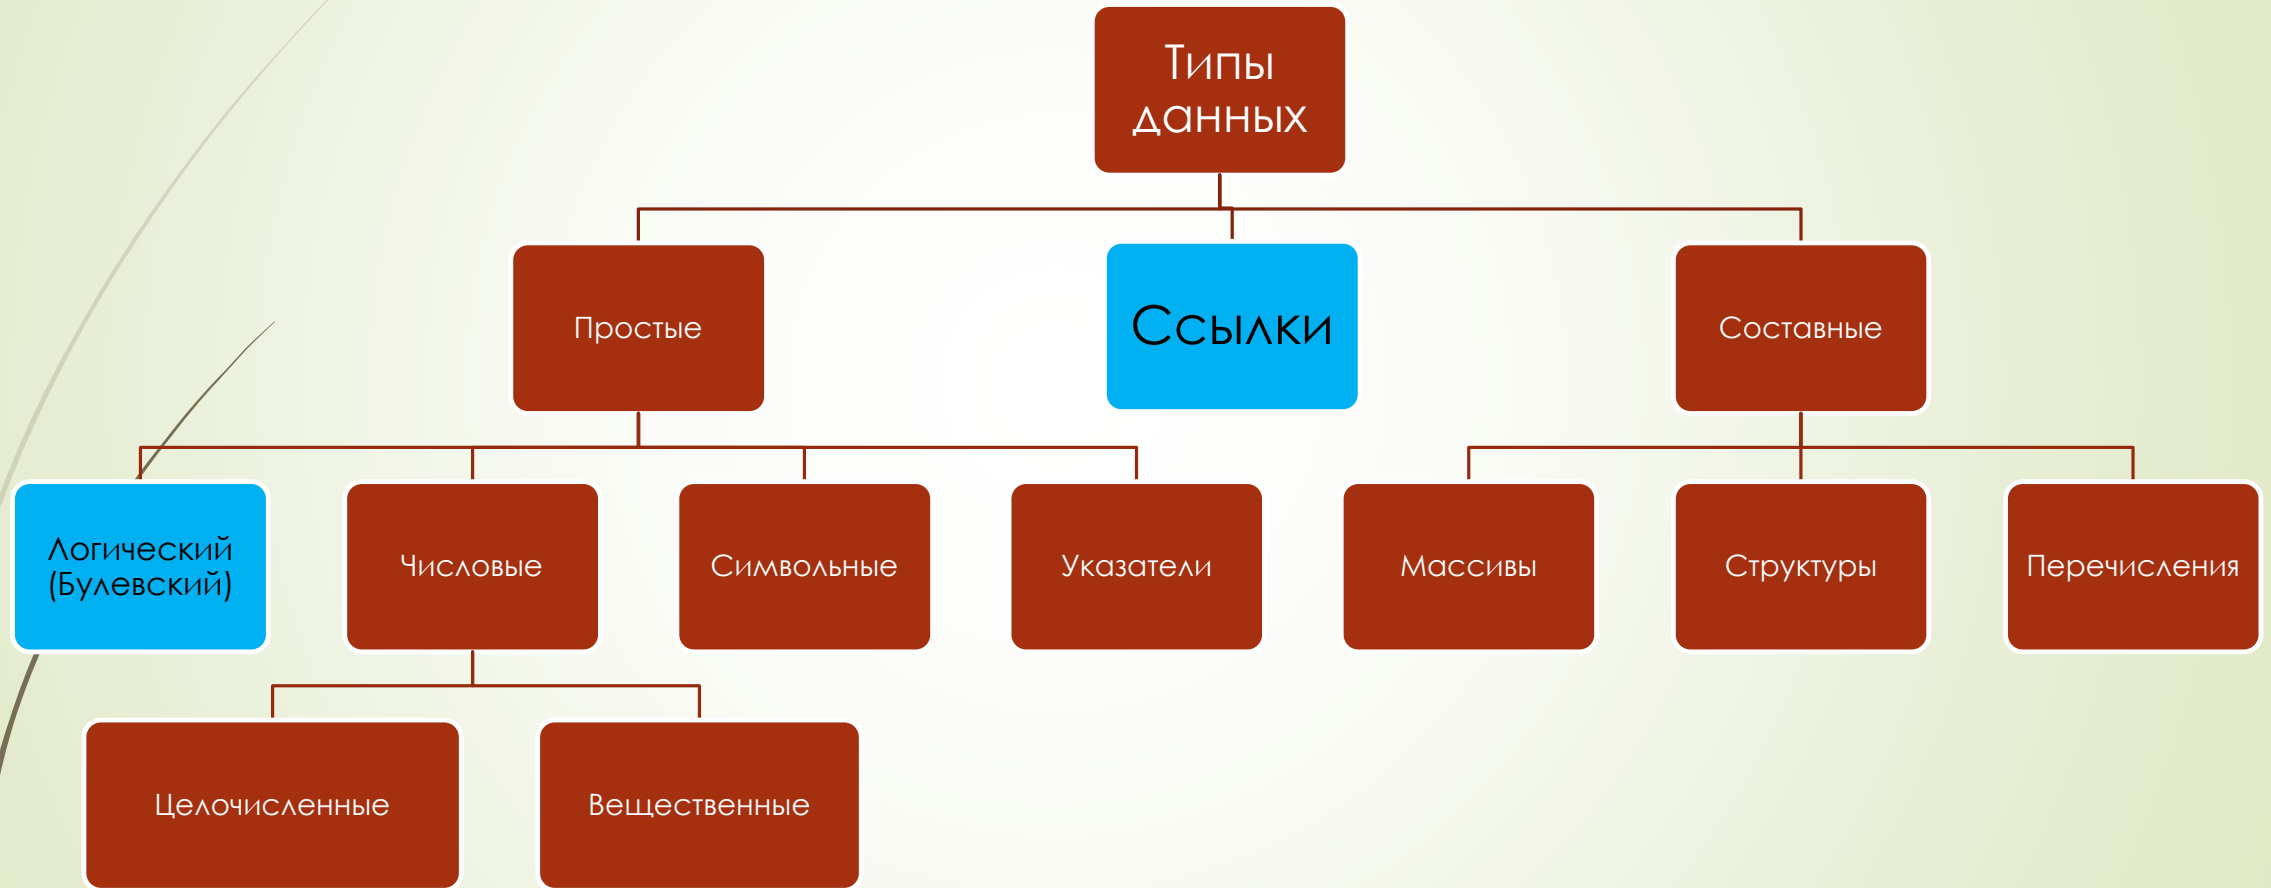 Типы
данных
Простые
Ссылки
Составные
Логический
(Булевский)
Числовые
Символьные
Указатели
Массивы
Структуры
Перечисления
Целочисленные
Вещественные